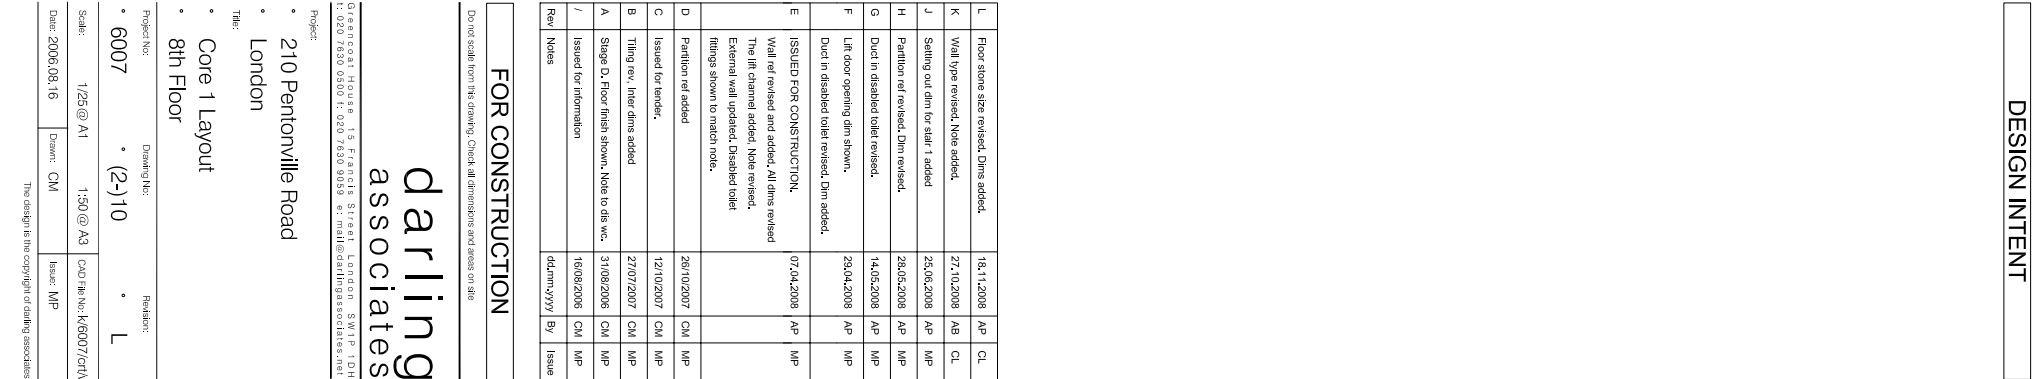 DESIGN INTENT
L Floor stone size revised. Dims added. 18.11.2008 AP CL
K Wall type revised. Note added. 27.10.2008 AB CL
J Setting out dim for stair 1 added 25.06.2008 AP MP
H Partition ref revised. Dim revised. 28.05.2008 AP MP
G Duct in disabled toilet revised. 14.05.2008 AP MP
F Lift door opening dim shown. 29.04.2008 AP MP
Duct in disabled toilet revised. Dim added.
E ISSUED FOR CONSTRUCTION. 07.04.2008 AP MP
Wall ref revised and added. All dims revised
The lift channel added. Note revised.
External wall updated. Disabled toilet
fittings shown to match note.
D Partition ref added 26/10/2007 CM MP
C Issued for tender. 12/10/2007 CM MP
B Tiling rev, Inter dims added 27/07/2007 CM MP
A Stage D. Floor finish shown. Note to dis wc. 31/08/2006 CM MP
/ Issued for information 16/08/2006 CM MP
Rev Notes dd.mm.yyyy By Issue
FOR CONSTRUCTION
Do not scale from this drawing. Check all dimensions and areas on site
darling
associates
Greencoat House 15 Francis Street London SW1P 1DH
t: 020 7630 0500 f: 020 7630 9059 e: mail@darlingassociates.net
Project:
210 Pentonville Road
London
Title:
Core 1 Layout
8th Floor
Project No: Drawing No: Revision:
6007 (2-)10 L
Scale: 1/25@ A1 1:50@ A3 CAD File No: k/6007/crt/
Date: 2006.08.16 Drawn: CM Issue: MP
The design is the copyright of darling associates